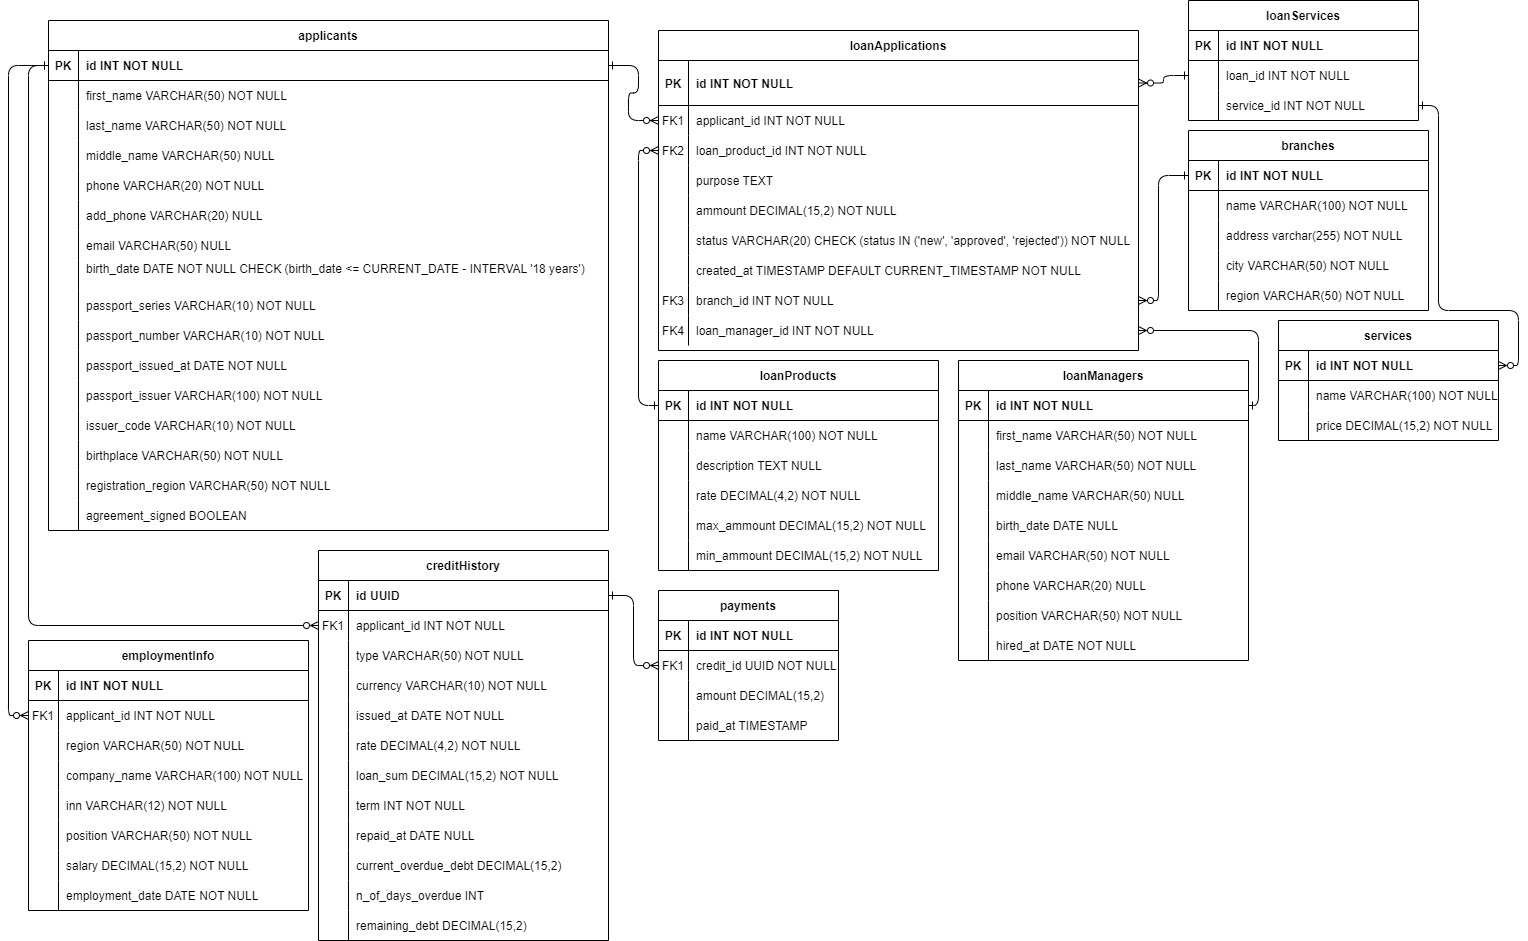 applicants
PK id INT NOT NULL
first_name VARCHAR(50) NOT NULL
last_name VARCHAR(50) NOT NULL
middle_name VARCHAR(50) NULL
phone VARCHAR(20) NOT NULL
add_phone VARCHAR(20) NULL
email VARCHAR(50) NULL
birth_date DATE NOT NULL CHECK (birth_date <= CURRENT_DATE - INTERVAL '18 years')
passport_series VARCHAR(10) NOT NULL
passport_number VARCHAR(10) NOT NULL
passport_issued_at DATE NOT NULL
passport_issuer VARCHAR(100) NOT NULL
issuer_code VARCHAR(10) NOT NULL
birthplace VARCHAR(50) NOT NULL
registration_region VARCHAR(50) NOT NULL
agreement_signed BOOLEAN
loanApplications
PK id INT NOT NULL
FK1 applicant_id INT NOT NULL
FK2 loan_product_id INT NOT NULL
purpose TEXT
ammount DECIMAL(15,2) NOT NULL
status VARCHAR(20) CHECK (status IN ('new', 'approved', 'rejected')) NOT NULL
created_at TIMESTAMP DEFAULT CURRENT_TIMESTAMP NOT NULL
FK3 branch_id INT NOT NULL
FK4 loan_manager_id INT NOT NULL
loanServices
PK id INT NOT NULL
loan_id INT NOT NULL
service_id INT NOT NULL
branches
PK id INT NOT NULL
name VARCHAR(100) NOT NULL
address varchar(255) NOT NULL
city VARCHAR(50) NOT NULL
region VARCHAR(50) NOT NULL
services
PK id INT NOT NULL
name VARCHAR(100) NOT NULL
price DECIMAL(15,2) NOT NULL
loanProducts
PK id INT NOT NULL
name VARCHAR(100) NOT NULL
description TEXT NULL
rate DECIMAL(4,2) NOT NULL
max_ammount DECIMAL(15,2) NOT NULL
min_ammount DECIMAL(15,2) NOT NULL
loanManagers
PK id INT NOT NULL
first_name VARCHAR(50) NOT NULL
last_name VARCHAR(50) NOT NULL
middle_name VARCHAR(50) NULL
birth_date DATE NULL
email VARCHAR(50) NOT NULL
phone VARCHAR(20) NULL
position VARCHAR(50) NOT NULL
hired_at DATE NOT NULL
creditHistory
PK id UUID
FK1 applicant_id INT NOT NULL
type VARCHAR(50) NOT NULL
currency VARCHAR(10) NOT NULL
issued_at DATE NOT NULL
rate DECIMAL(4,2) NOT NULL
loan_sum DECIMAL(15,2) NOT NULL
term INT NOT NULL
repaid_at DATE NULL
current_overdue_debt DECIMAL(15,2)
n_of_days_overdue INT
remaining_debt DECIMAL(15,2)
payments
PK id INT NOT NULL
FK1 credit_id UUID NOT NULL
amount DECIMAL(15,2)
paid_at TIMESTAMP
employmentInfo
PK id INT NOT NULL
FK1 applicant_id INT NOT NULL
region VARCHAR(50) NOT NULL
company_name VARCHAR(100) NOT NULL
inn VARCHAR(12) NOT NULL
position VARCHAR(50) NOT NULL
salary DECIMAL(15,2) NOT NULL
employment_date DATE NOT NULL